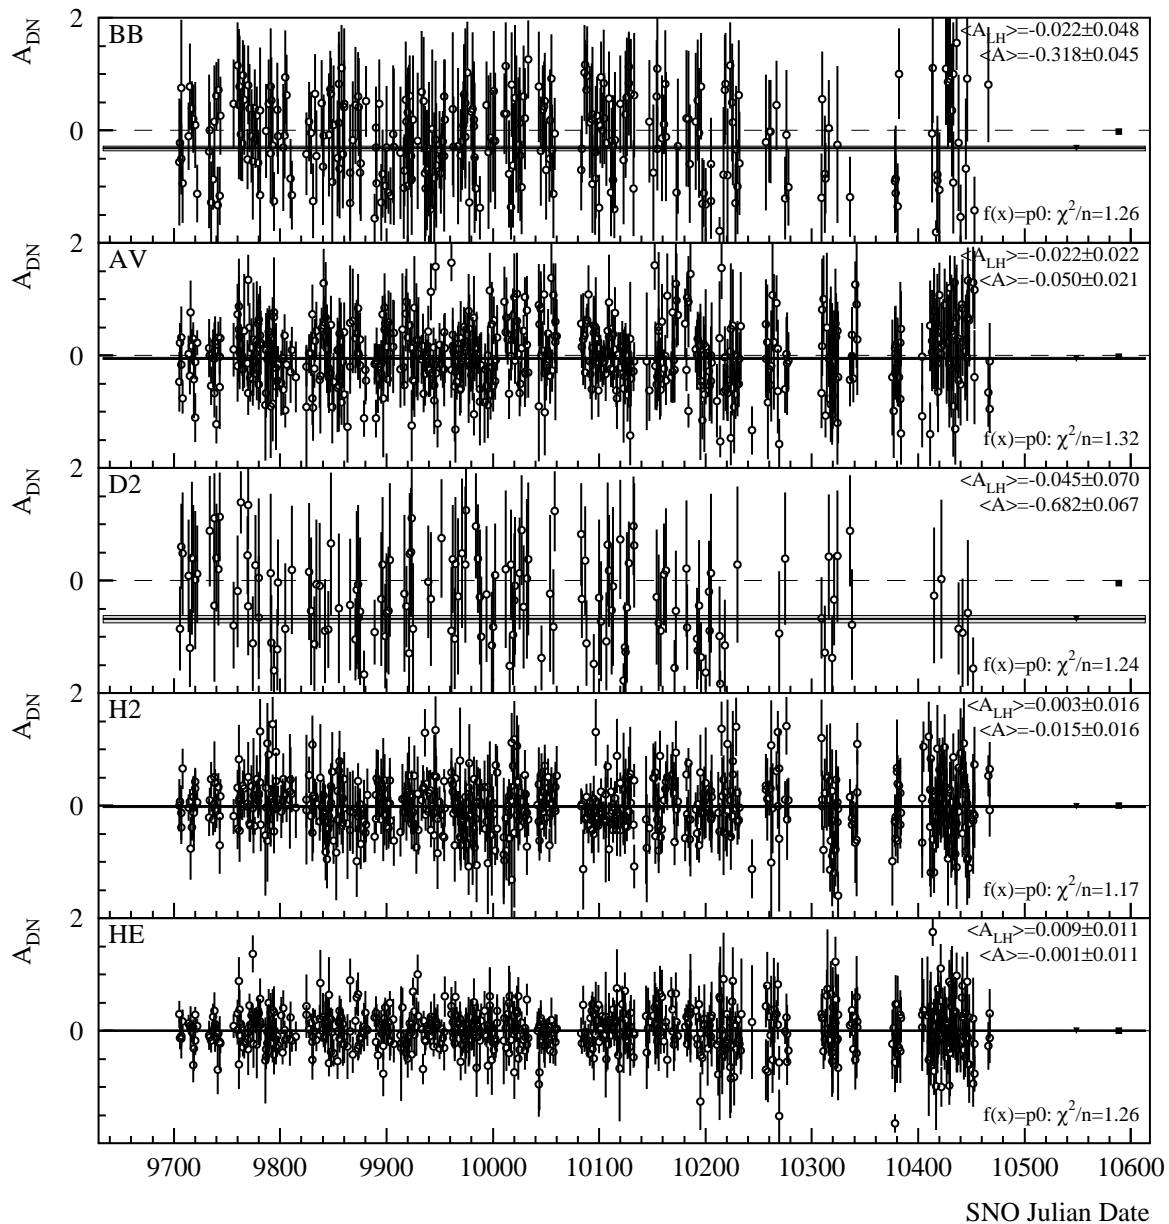 2
A_DN
BB
<A_LH>=-0.022±0.048
<A>=-0.318±0.045
0
f(x)=p0: χ²/n=1.26
2
A_DN
AV
<A_LH>=-0.022±0.022
<A>=-0.050±0.021
0
f(x)=p0: χ²/n=1.32
2
A_DN
D2
<A_LH>=-0.045±0.070
<A>=-0.682±0.067
0
f(x)=p0: χ²/n=1.24
2
A_DN
H2
<A_LH>=0.003±0.016
<A>=-0.015±0.016
0
f(x)=p0: χ²/n=1.17
2
A_DN
HE
<A_LH>=0.009±0.011
<A>=-0.001±0.011
0
f(x)=p0: χ²/n=1.26
9700 9800 9900 10000 10100 10200 10300 10400 10500 10600
SNO Julian Date